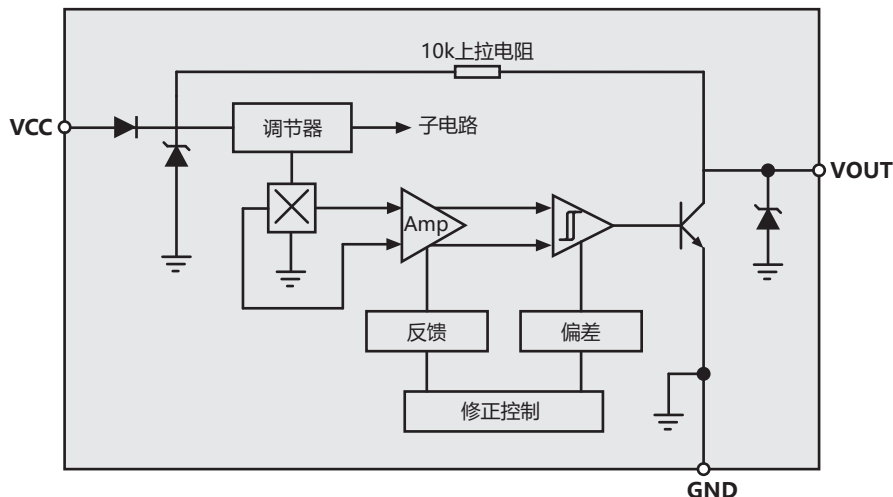 10k上拉电阻
VCC
调节器
子电路
VOUT
Amp
反馈
偏差
修正控制
GND